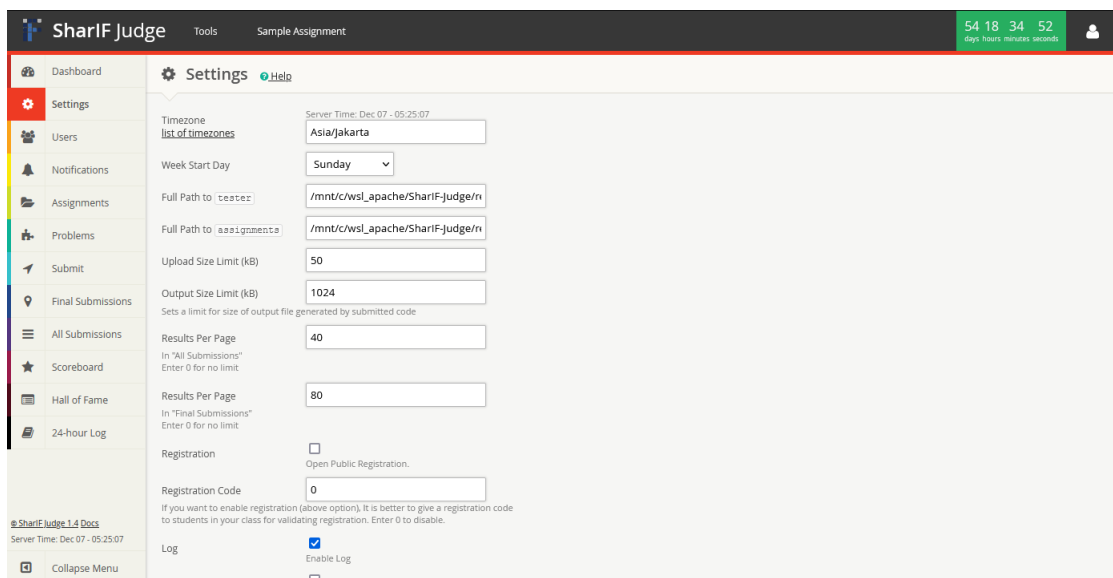 SharIF Judge Tools Sample Assignment
54 18 34 52
days hours minutes seconds
Dashboard
Settings
Users
Notifications
Assignments
Problems
Submit
Final Submissions
All Submissions
Scoreboard
Hall of Fame
24-hour Log
© SharIF Judge 1.4 Docs
Server Time: Dec 07 - 05:25:07
Collapse Menu
Settings Help
Server Time: Dec 07 - 05:25:07
Timezone
list of timezones
Asia/Jakarta
Week Start Day Sunday
Full Path to tester /mnt/c/wsl_apache/SharIF-Judge/re
Full Path to assignments /mnt/c/wsl_apache/SharIF-Judge/re
Upload Size Limit (kB) 50
Output Size Limit (kB) 1024
Sets a limit for size of output file generated by submitted code
Results Per Page 40
In "All Submissions"
Enter 0 for no limit
Results Per Page 80
In "Final Submissions"
Enter 0 for no limit
Registration
Open Public Registration.
Registration Code 0
If you want to enable registration (above option), It is better to give a registration code
to students in your class for validating registration. Enter 0 to disable.
Log
Enable Log